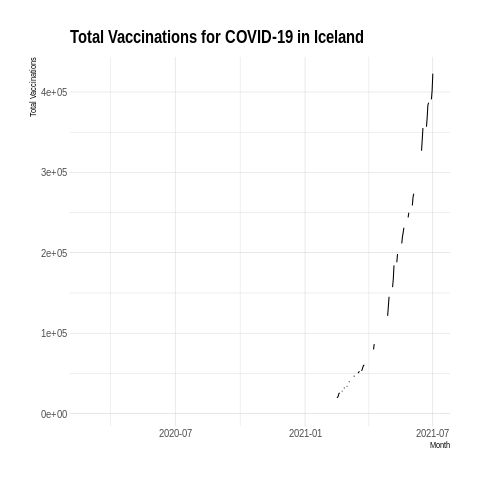 Total Vaccinations for COVID-19 in Iceland
Total Vaccinations
4e+05
3e+05
2e+05
1e+05
0e+00
2020-07
2021-01
2021-07
Month